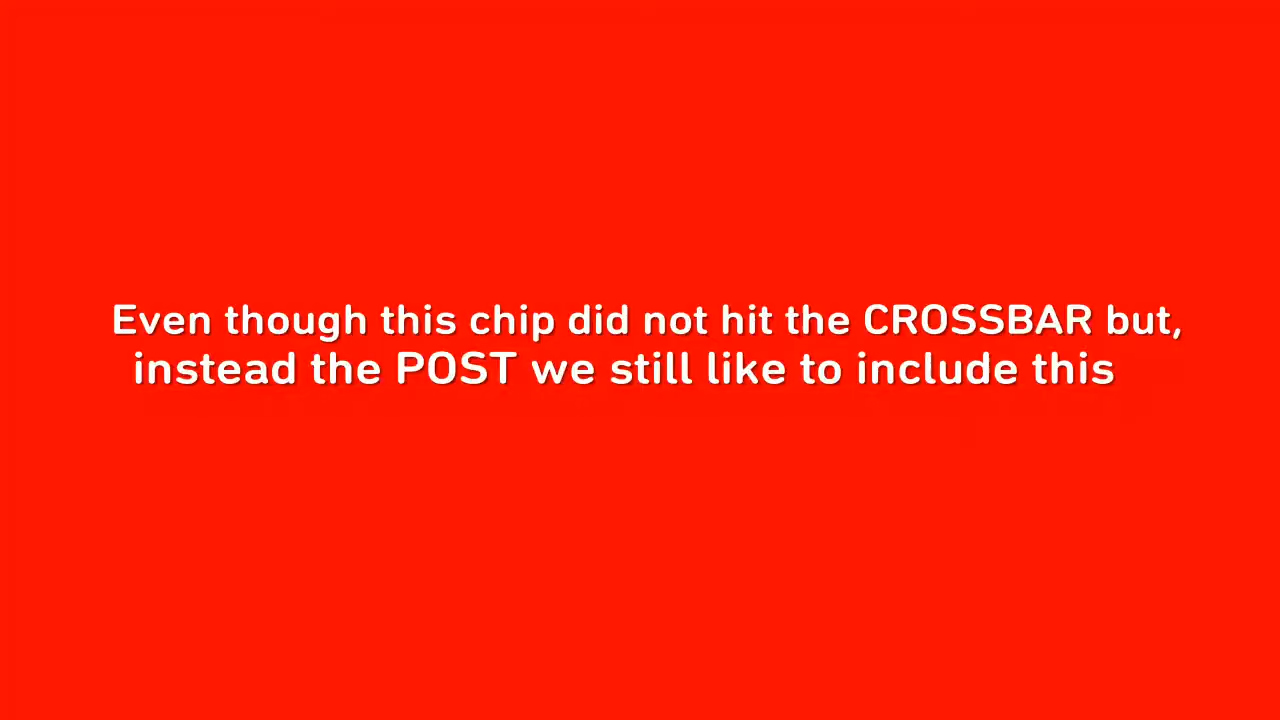 Even though this chip did not hit the CROSSBAR but,
instead the POST we still like to include this